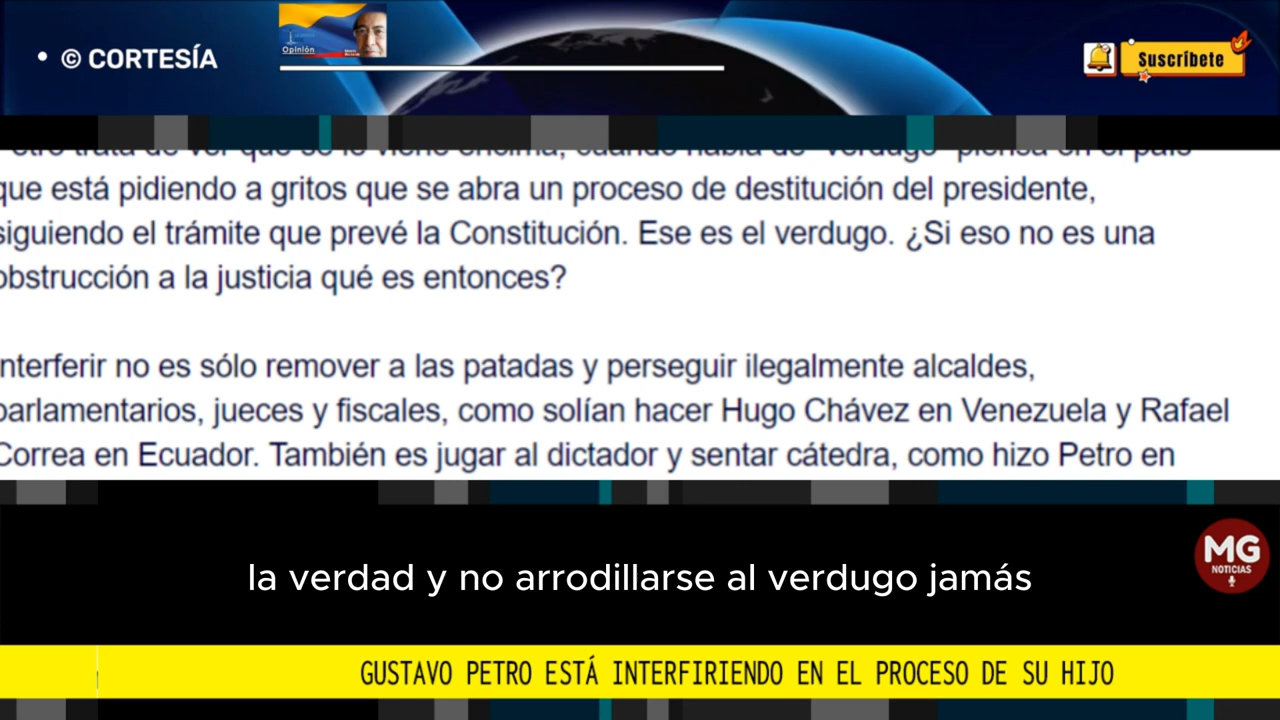 • © CORTESÍA
Opinión
Suscríbete
que está pidiendo a gritos que se abra un proceso de destitución del presidente,
siguiendo el trámite que prevé la Constitución. Ese es el verdugo. ¿Si eso no es una
obstrucción a la justicia qué es entonces?
nterferir no es sólo remover a las patadas y perseguir ilegalmente alcaldes,
parlamentarios, jueces y fiscales, como solían hacer Hugo Chávez en Venezuela y Rafael
Correa en Ecuador. También es jugar al dictador y sentar cátedra, como hizo Petro en
MG
NOTICIAS
la verdad y no arrodillarse al verdugo jamás
GUSTAVO PETRO ESTÁ INTERFIRIENDO EN EL PROCESO DE SU HIJO